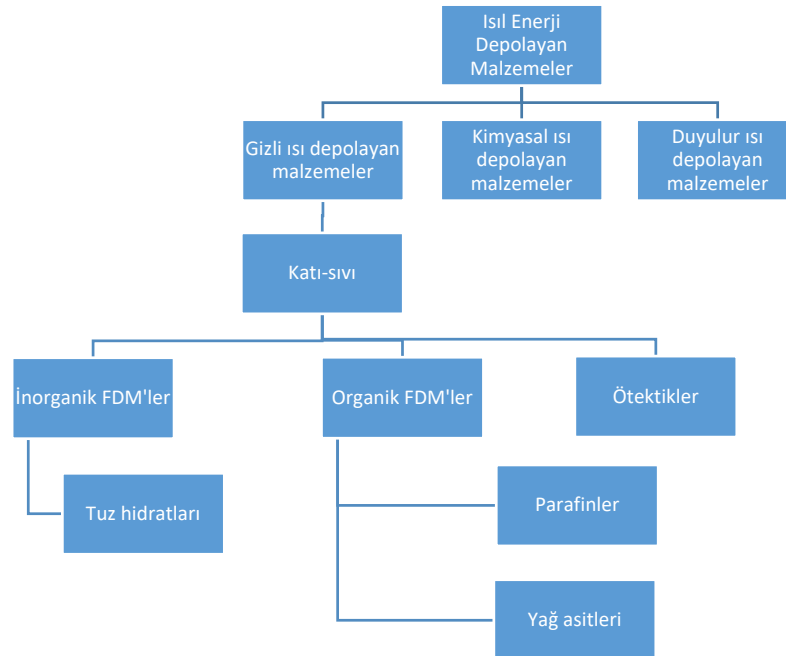 Isıl Enerji
Depolayan
Malzemeler
Gizli ısı depolayan
malzemeler
Kimyasal ısı
depolayan
malzemeler
Duyulur ısı
depolayan
malzemeler
Katı-sıvı
İnorganik FDM'ler
Organik FDM'ler
Ötektikler
Tuz hidratları
Parafinler
Yağ asitleri